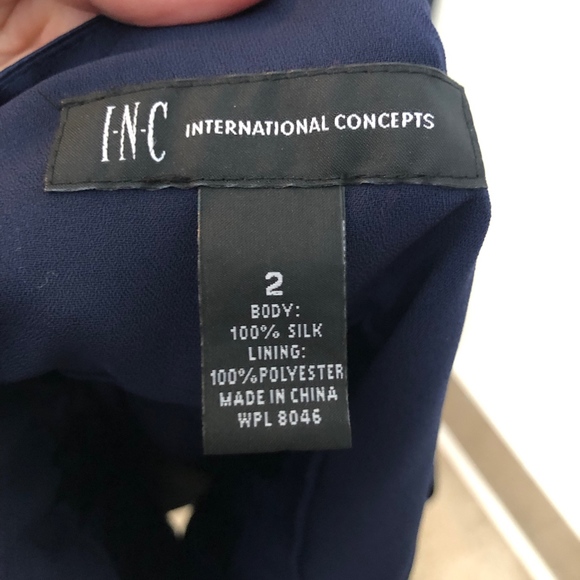 I·N·C INTERNATIONAL CONCEPTS
2
BODY:
100% SILK
LINING:
100% POLYESTER
MADE IN CHINA
WPL 8046